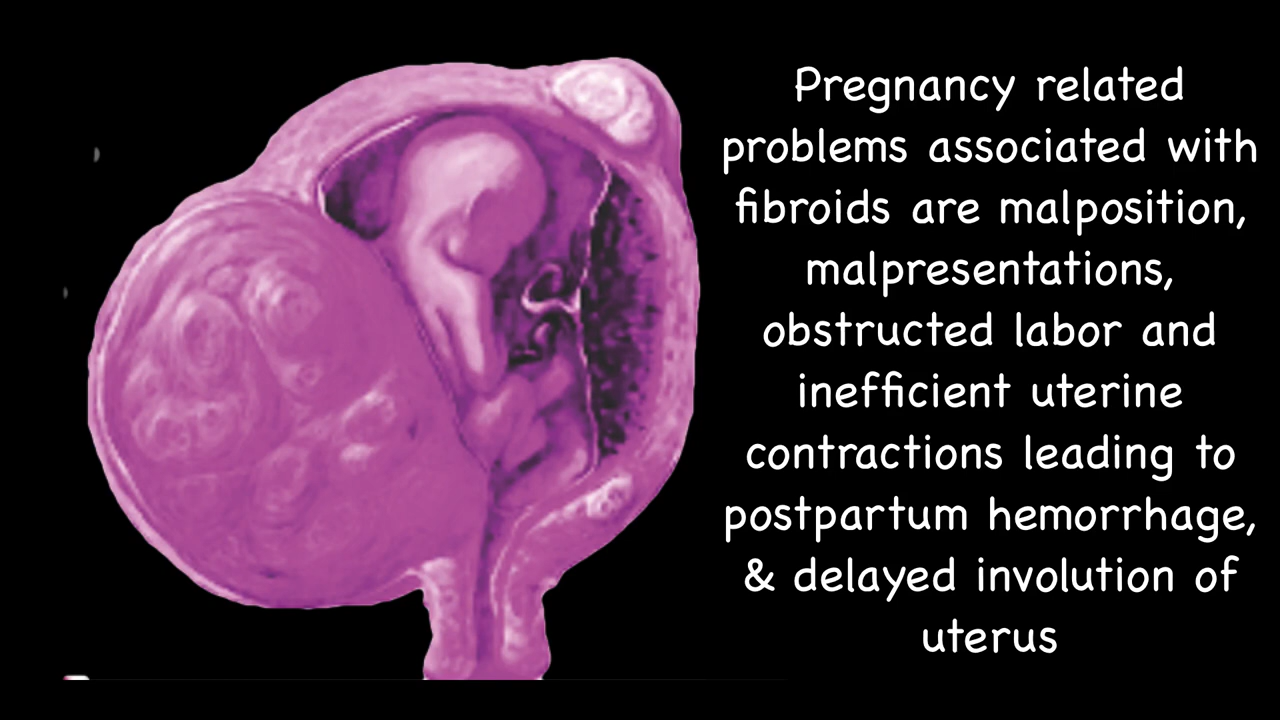 Pregnancy related
problems associated with
fibroids are malposition,
malpresentations,
obstructed labor and
inefficient uterine
contractions leading to
postpartum hemorrhage,
& delayed involution of
uterus